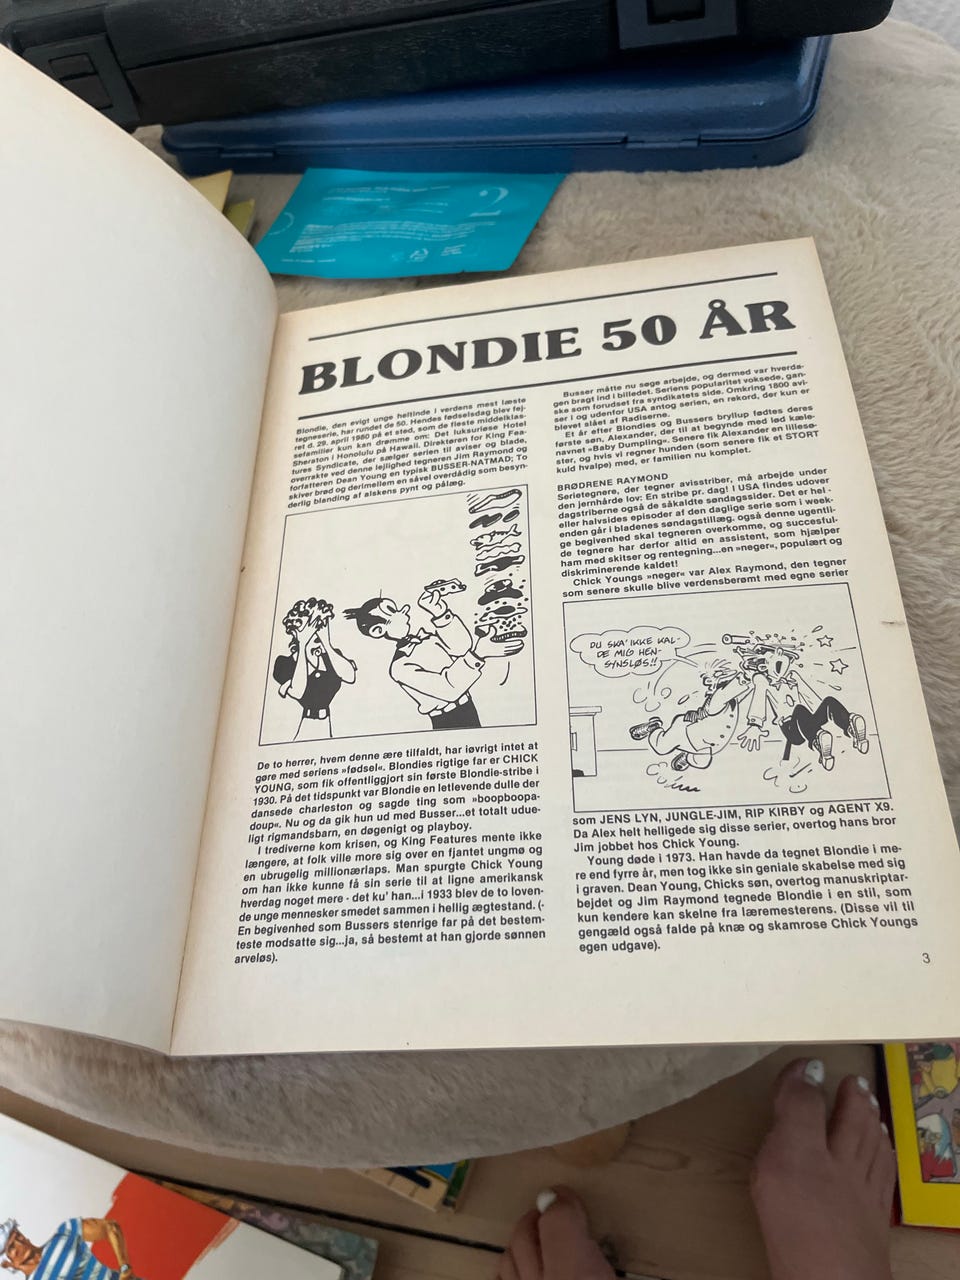 2
BLONDIE 50 ÅR
Blondie, den evigt unge heltinde i verdens mest læste
tegneserie, har rundet de 50. Hendes fødselsdag blev fej-
ret d. 29. april 1980 på et sted, som de fleste middelklas-
sefamilier kun kan drømme om: Det luksuriøse Hotel
Sheraton i Honolulu på Hawaii. Direktøren for King Fea-
tures Syndicate, der sælger serien til aviser og blade,
overrakte ved denne lejlighed tegneren Jim Raymond og
forfatteren Dean Young en typisk BUSSER-NATMAD; To
skiver brød og derimellem en såvel overdådig som besyn-
derlig blanding af alskens pynt og pålæg.
De to herrer, hvem denne ære tilfaldt, har iøvrigt intet at
gøre med seriens »fødsel«. Blondies rigtige far er CHICK
YOUNG, som fik offentliggjort sin første Blondie-stribe i
1930. På det tidspunkt var Blondie en letlevende dulle der
dansede charleston og sagde ting som »boopboopa-
doup«. Nu og da gik hun ud med Busser...et totalt udue-
ligt rigmandsbarn, en døgenigt og playboy.
I trediverne kom krisen, og King Features mente ikke
længere, at folk ville more sig over en fjantet ungmø og
en ubrugelig millionærlaps. Man spurgte Chick Young
om han ikke kunne få sin serie til at ligne amerikansk
hverdag noget mere - det ku' han...i 1933 blev de to loven-
de unge mennesker smedet sammen i hellig ægtestand. (-
En begivenhed som Bussers stenrige far på det bestem-
teste modsatte sig...ja, så bestemt at han gjorde sønnen
arveløs).
Busser måtte nu søge arbejde, og dermed var hverda-
gen bragt ind i billedet. Seriens popularitet voksede, gan-
ske som forudset fra syndikatets side. Omkring 1800 avi-
ser i og udenfor USA antog serien, en rekord, der kun er
blevet slået af Radiserne.
Et år efter Blondies og Bussers bryllup fødtes deres
første søn, Alexander, der til at begynde med lød kæle-
navnet »Baby Dumpling«. Senere fik Alexander en lillesø-
ster, og hvis vi regner hunden (som senere fik et STORT
kuld hvalpe) med, er familien nu komplet.
BRØDRENE RAYMOND
Serietegnere, der tegner avisstriber, må arbejde under
den jernhårde lov: En stribe pr. dag! I USA findes udover
dagstriberne også de såkaldte søndagssider. Det er hel -
eller halvsides episoder af den daglige serie som i week-
enden går i bladenes søndagstillæg. også denne ugentli-
ge begivenhed skal tegneren overkomme, og succesful-
de tegnere har derfor altid en assistent, som hjælper
ham med skitser og rentegning...en »neger«, populært og
diskriminerende kaldet!
Chick Youngs »neger« var Alex Raymond, den tegner
som senere skulle blive verdensberømt med egne serier
DU SKA' IKKE KAL-
DE MIG HEN-
SYNSLØS!!
som JENS LYN, JUNGLE-JIM, RIP KIRBY og AGENT X9.
Da Alex helt helligede sig disse serier, overtog hans bror
Jim jobbet hos Chick Young.
Young døde i 1973. Han havde da tegnet Blondie i me-
re end fyrre år, men tog ikke sin geniale skabelse med sig
i graven. Dean Young, Chicks søn, overtog manuskriptar-
bejdet og Jim Raymond tegnede Blondie i en stil, som
kun kendere kan skelne fra læremesterens. (Disse vil til
gengæld også falde på knæ og skamrose Chick Youngs
egen udgave).
3